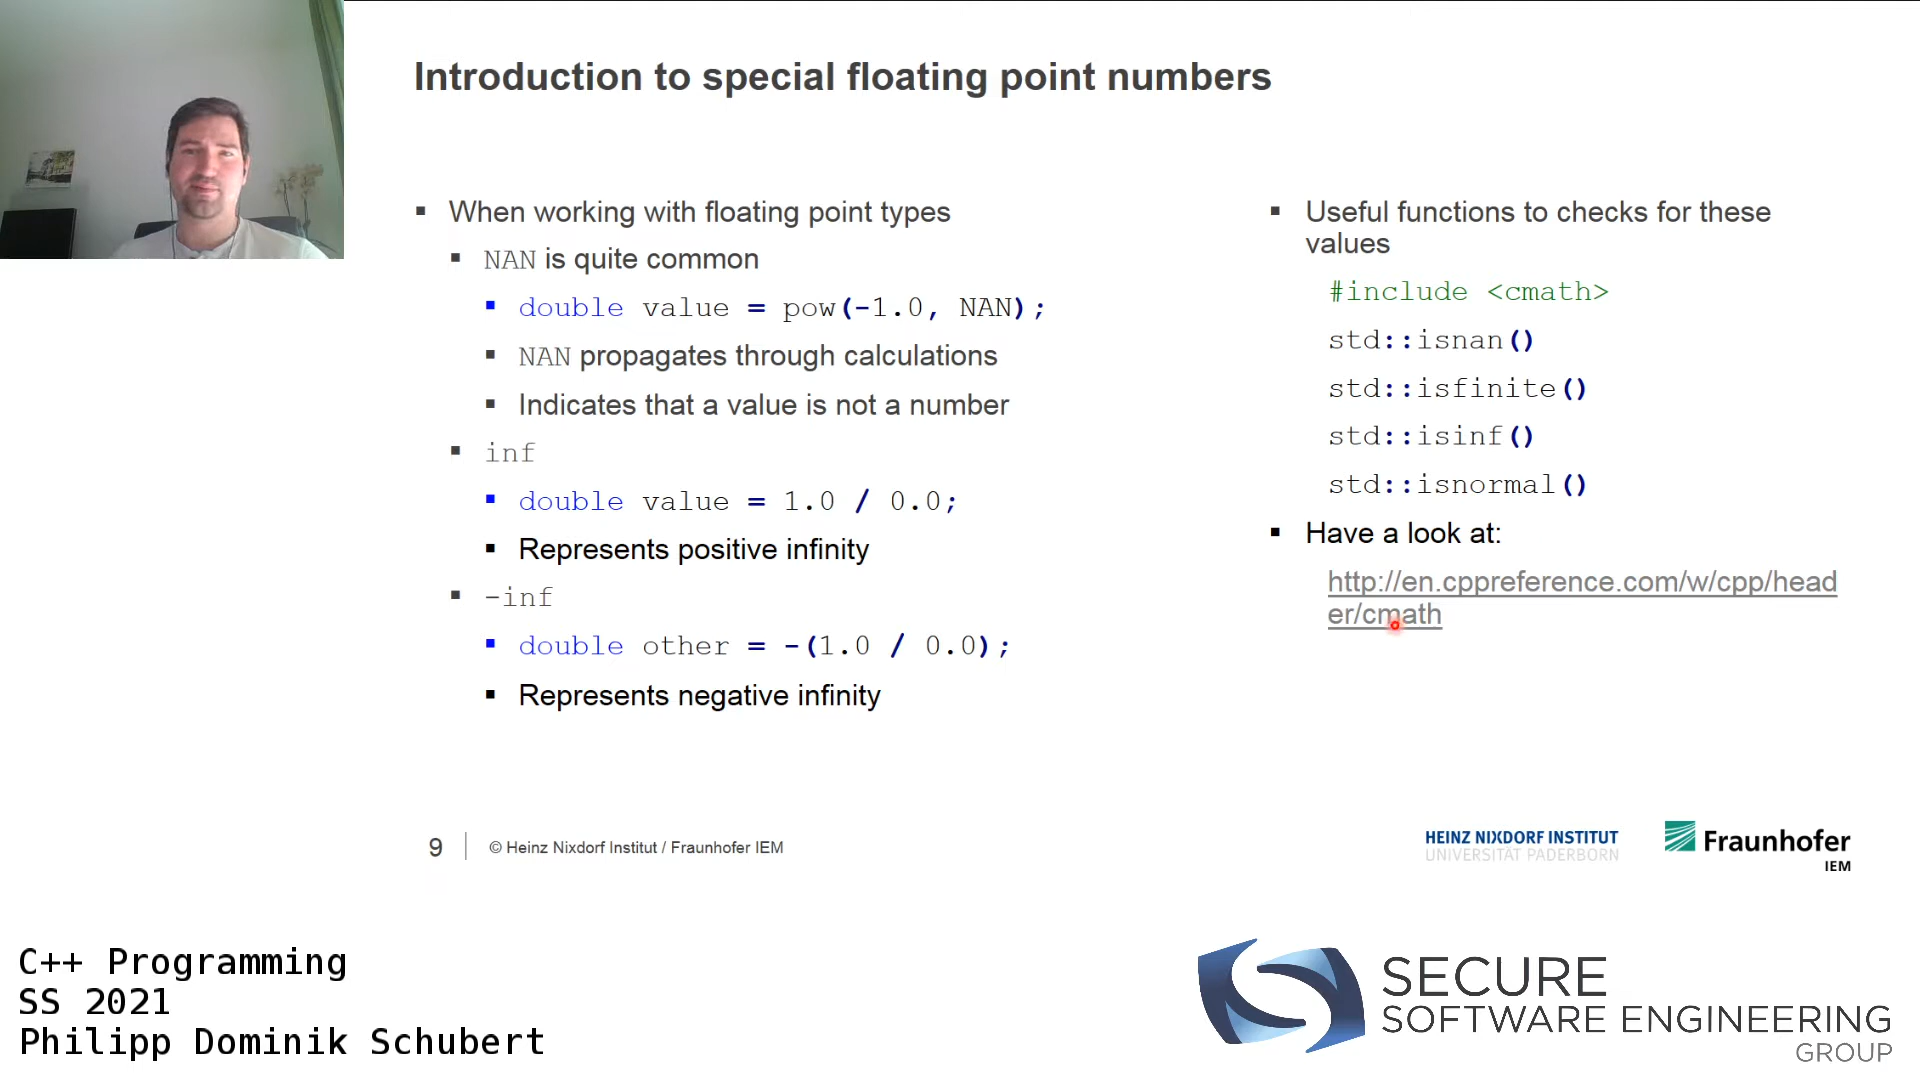 Introduction to special floating point numbers
When working with floating point types
NAN is quite common
double value = pow(-1.0, NAN);
NAN propagates through calculations
Indicates that a value is not a number
inf
double value = 1.0 / 0.0;
Represents positive infinity
-inf
double other = -(1.0 / 0.0);
Represents negative infinity
Useful functions to checks for these
values
#include <cmath>
std::isnan()
std::isfinite()
std::isinf()
std::isnormal()
Have a look at:
http://en.cppreference.com/w/cpp/head
er/cmath
9
© Heinz Nixdorf Institut / Fraunhofer IEM
HEINZ NIXDORF INSTITUT
UNIVERSITÄT PADERBORN
Fraunhofer
IEM
C++ Programming
SS 2021
Philipp Dominik Schubert
SECURE
SOFTWARE ENGINEERING
GROUP